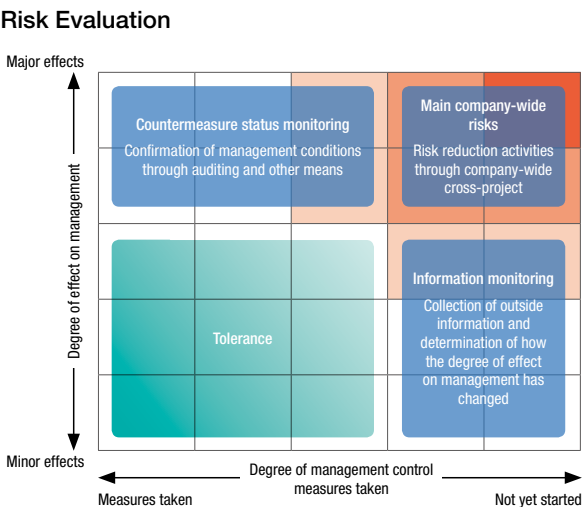 Risk Evaluation
Major effects
Degree of effect on management
Countermeasure status monitoring
Confirmation of management conditions
through auditing and other means
Main company-wide
risks
Risk reduction activities
through company-wide
cross-project
Tolerance
Information monitoring
Collection of outside
information and
determination of how
the degree of effect
on management has
changed
Minor effects
Degree of management control
measures taken
Measures taken
Not yet started